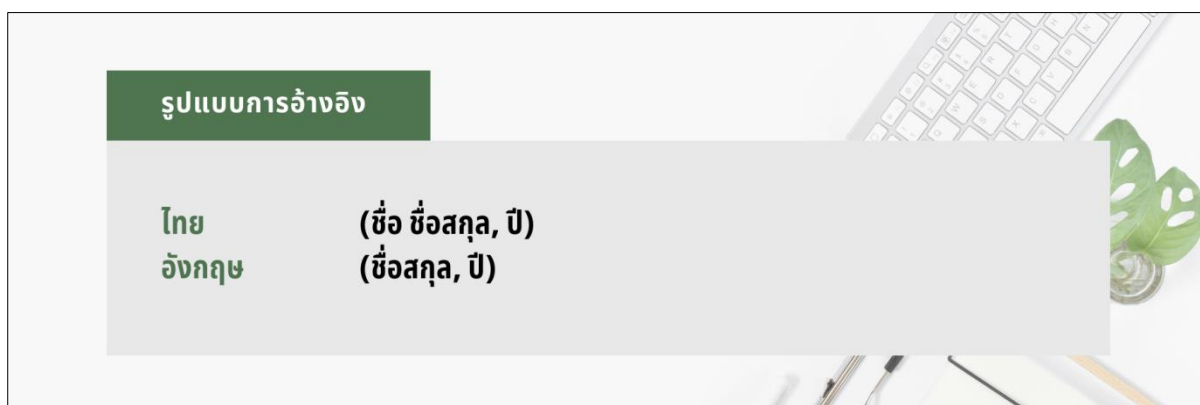 รูปแบบการอ้างอิง
ไทย (ชื่อ ชื่อสกุล, ปี)
อังกฤษ (ชื่อสกุล, ปี)